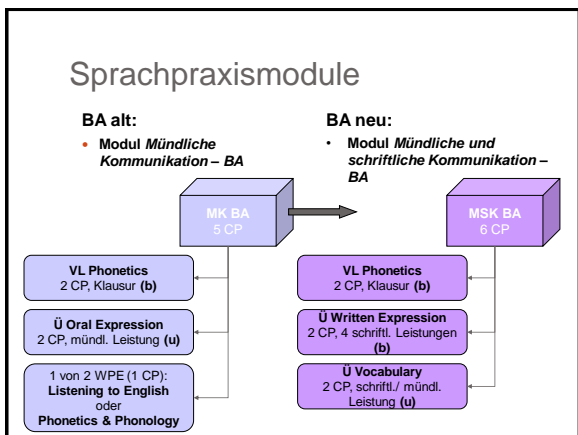 Sprachpraxismodule
BA alt:
• Modul Mündliche
Kommunikation – BA
MK BA
5 CP
VL Phonetics
2 CP, Klausur (b)
Ü Oral Expression
2 CP, mündl. Leistung (u)
1 von 2 WPE (1 CP):
Listening to English
oder
Phonetics & Phonology
BA neu:
• Modul Mündliche und
schriftliche Kommunikation –
BA
MSK BA
6 CP
VL Phonetics
2 CP, Klausur (b)
Ü Written Expression
2 CP, 4 schriftl. Leistungen
(b)
Ü Vocabulary
2 CP, schriftl./ mündl.
Leistung (u)